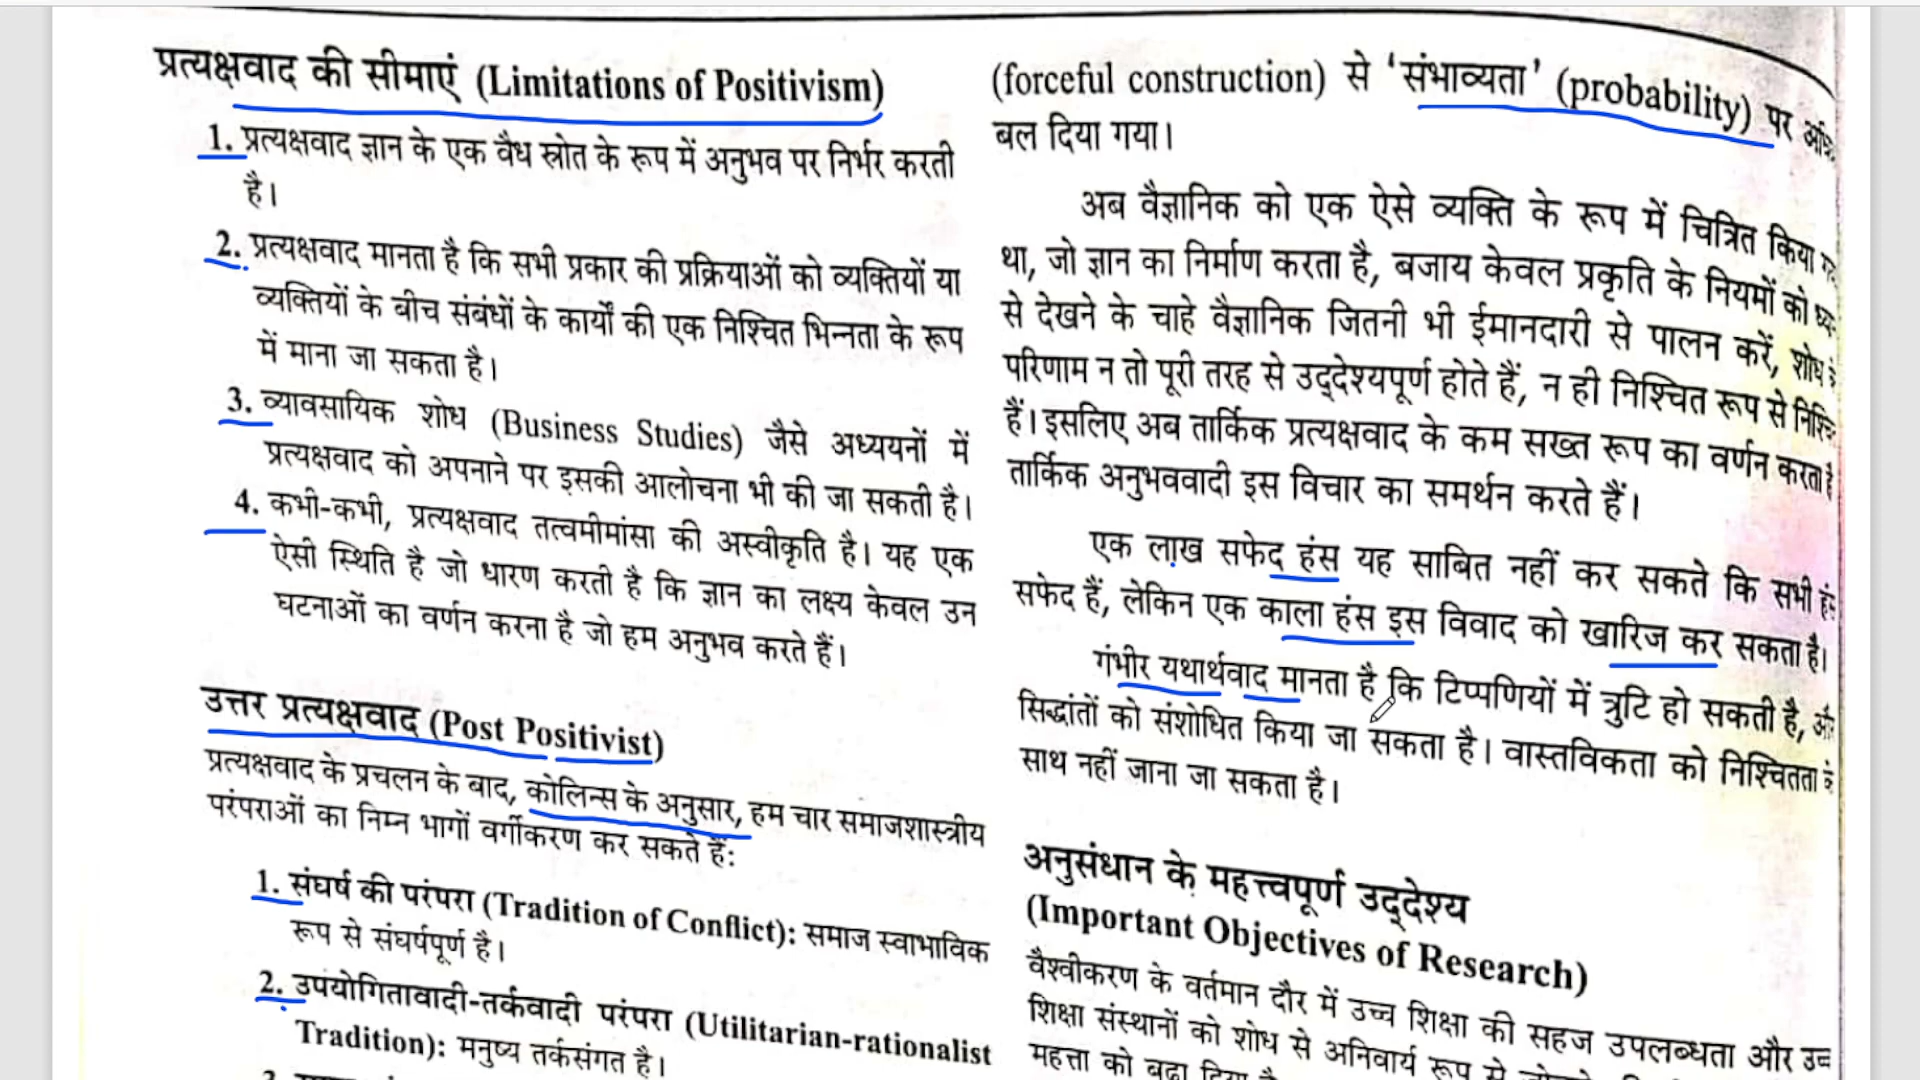 प्रत्यक्षवाद की सीमाएं (Limitations of Positivism)
1. प्रत्यक्षवाद ज्ञान के एक वैध स्रोत के रूप में अनुभव पर निर्भर करती
है।
2. प्रत्यक्षवाद मानता है कि सभी प्रकार की प्रक्रियाओं को व्यक्तियों या
व्यक्तियों के बीच संबंधों के कार्यों की एक निश्चित भिन्नता के रूप
में माना जा सकता है।
3. व्यावसायिक शोध (Business Studies) जैसे अध्ययनों में
प्रत्यक्षवाद को अपनाने पर इसकी आलोचना भी की जा सकती है।
4. कभी-कभी, प्रत्यक्षवाद तत्वमीमांसा की अस्वीकृति है। यह एक
ऐसी स्थिति है जो धारण करती है कि ज्ञान का लक्ष्य केवल उन
घटनाओं का वर्णन करना है जो हम अनुभव करते हैं।
उत्तर प्रत्यक्षवाद (Post Positivist)
प्रत्यक्षवाद के प्रचलन के बाद, कोलिन्स के अनुसार, हम चार समाजशास्त्रीय
परंपराओं का निम्न भागों वर्गीकरण कर सकते हैं:
1. संघर्ष की परंपरा (Tradition of Conflict): समाज स्वाभाविक
रूप से संघर्षपूर्ण है।
2. उपयोगितावादी-तर्कवादी परंपरा (Utilitarian-rationalist
Tradition): मनुष्य तर्कसंगत है।
(forceful construction) से 'संभाव्यता' (probability) पर
बल दिया गया।
अब वैज्ञानिक को एक ऐसे व्यक्ति के रूप में चित्रित किया
था, जो ज्ञान का निर्माण करता है, बजाय केवल प्रकृति के नियमों को
से देखने के चाहे वैज्ञानिक जितनी भी ईमानदारी से पालन करें, शोध
परिणाम न तो पूरी तरह से उद्देश्यपूर्ण होते हैं, न ही निश्चित रूप से
हैं। इसलिए अब तार्किक प्रत्यक्षवाद के कम सख्त रूप का वर्णन करता
तार्किक अनुभववादी इस विचार का समर्थन करते हैं।
एक लाख सफेद हंस यह साबित नहीं कर सकते कि सभी
सफेद हैं, लेकिन एक काला हंस इस विवाद को खारिज कर सकता है।
गंभीर यथार्थवाद मानता है कि टिप्पणियों में त्रुटि हो सकती है,
सिद्धांतों को संशोधित किया जा सकता है। वास्तविकता को निश्चितता
साथ नहीं जाना जा सकता है।
अनुसंधान के महत्त्वपूर्ण उद्देश्य
(Important Objectives of Research)
वैश्वीकरण के वर्तमान दौर में उच्च शिक्षा की सहज उपलब्धता और
शिक्षा संस्थानों को शोध से अनिवार्य रूप से
महत्ता को बढ़ा दिया